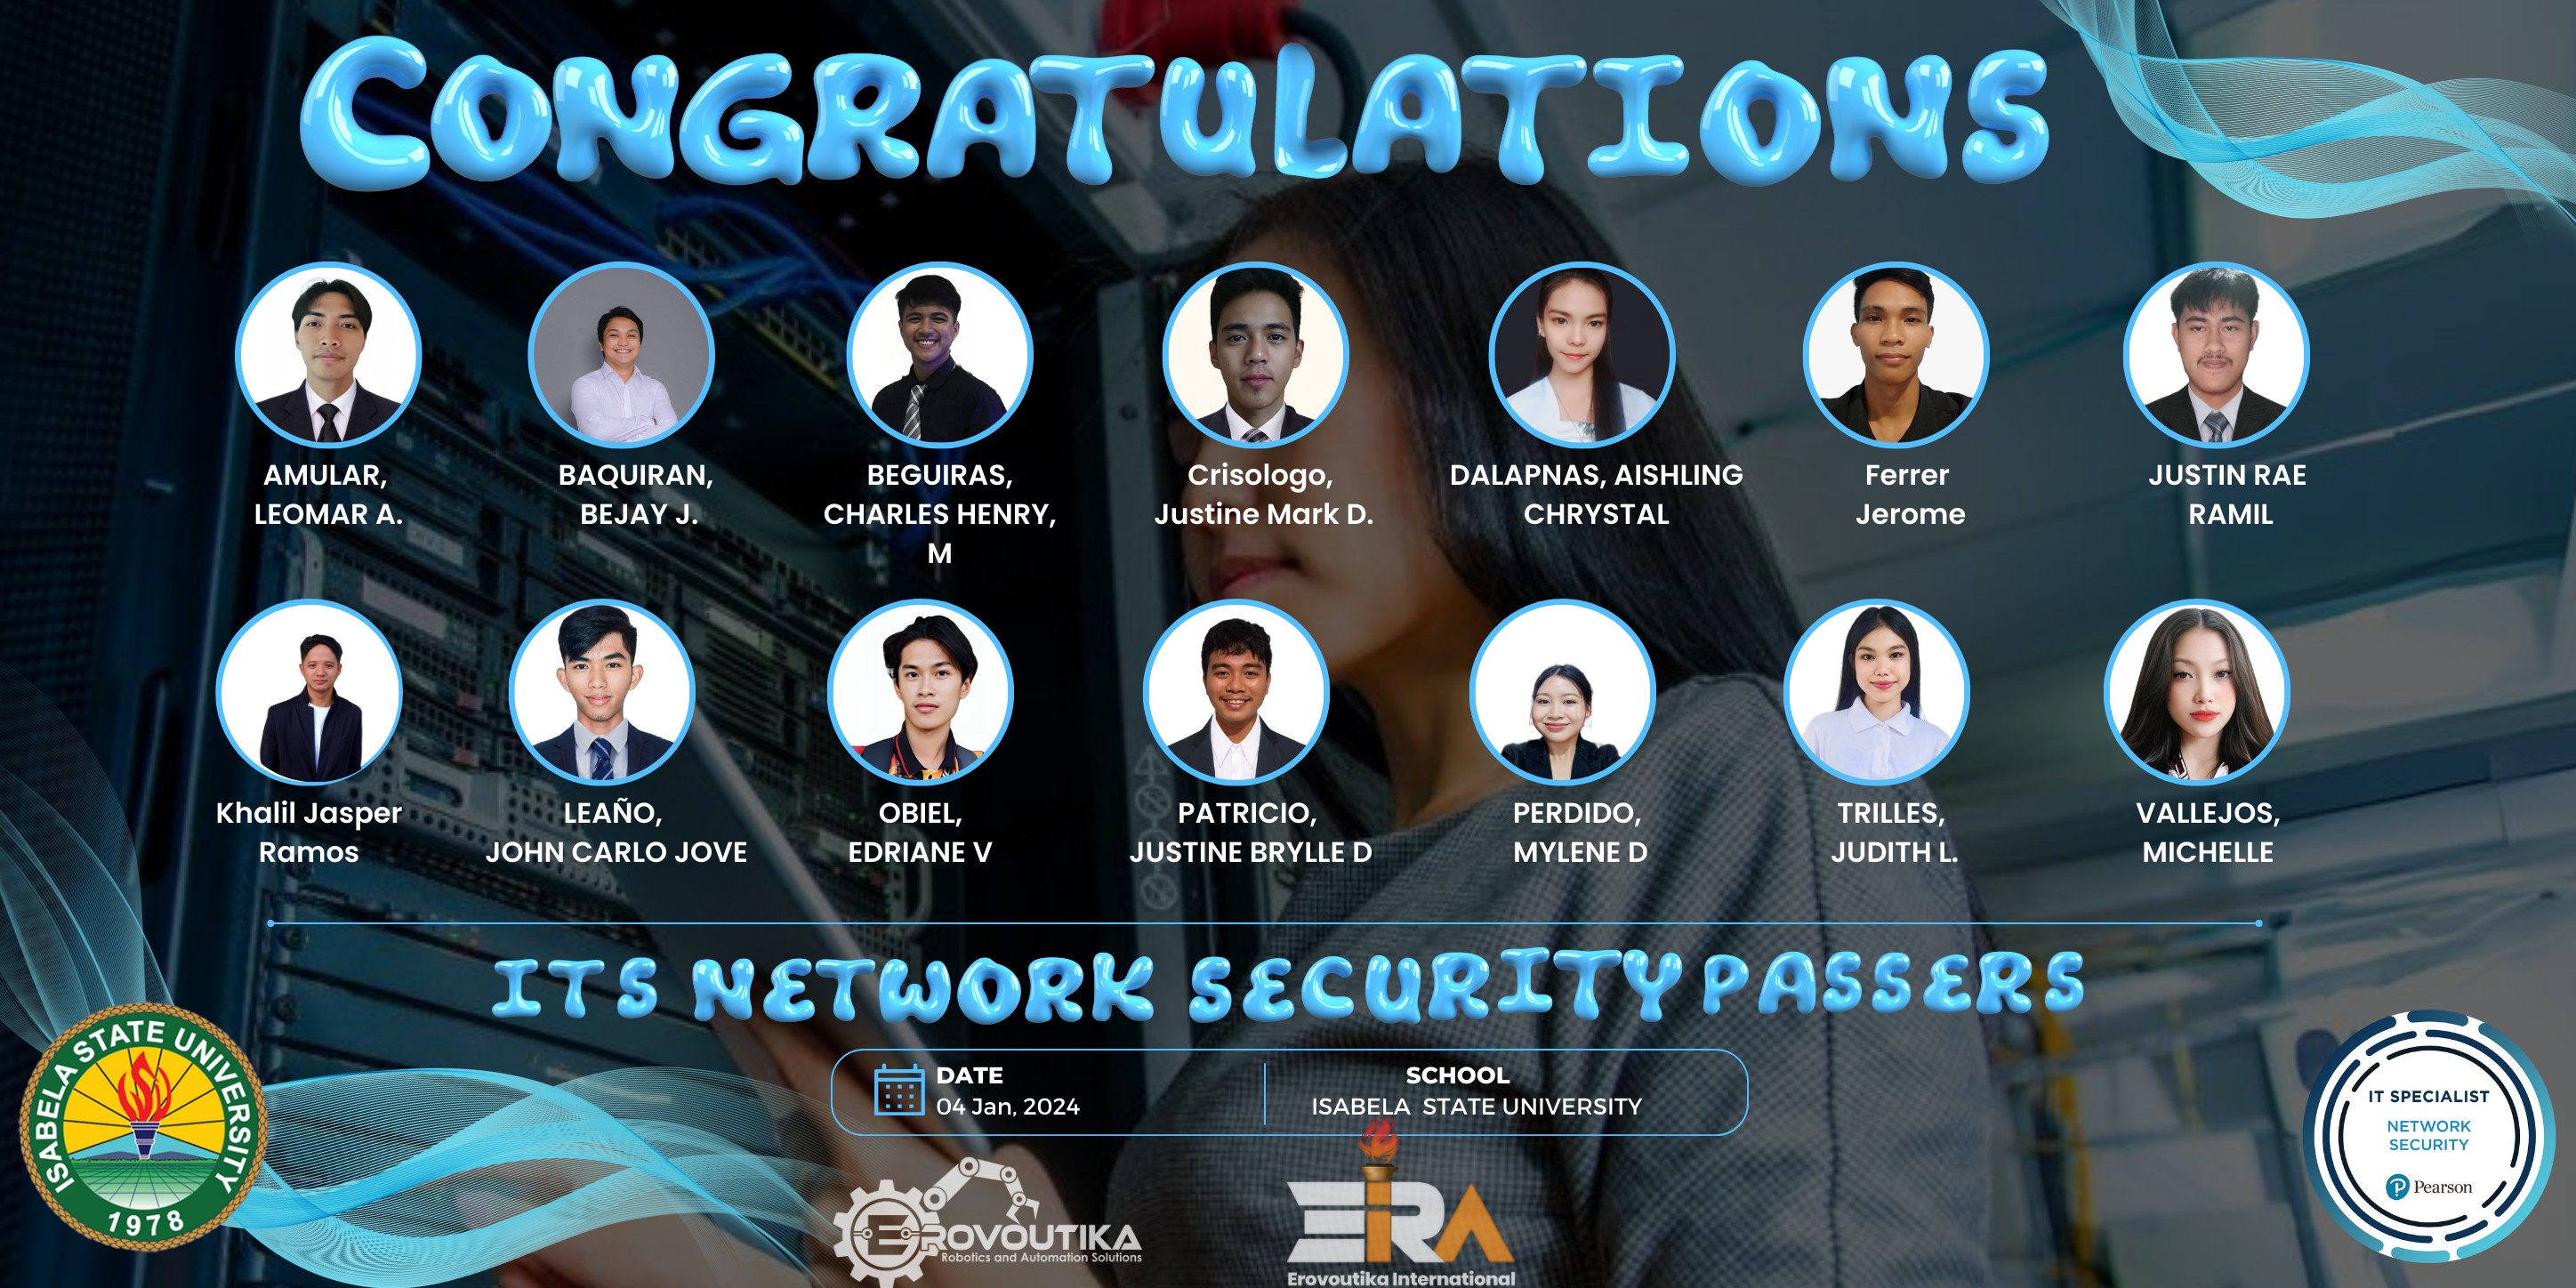 CONGRATULATIONS
AMULAR,
LEOMAR A.
BAQUIRAN,
BEJAY J.
BEGUIRAS,
CHARLES HENRY,
M
Crisologo,
Justine Mark D.
DALAPNAS, AISHLING
CHRYSTAL
Ferrer
Jerome
JUSTIN RAE
RAMIL
Khalil Jasper
Ramos
LEAÑO,
JOHN CARLO JOVE
OBIEL,
EDRIANE V
PATRICIO,
JUSTINE BRYLLE D
PERDIDO,
MYLENE D
TRILLES,
JUDITH L.
VALLEJOS,
MICHELLE
ITS NETWORK SECURITY PASSERS
DATE
04 Jan, 2024
SCHOOL
ISABELA STATE UNIVERSITY
ISABELA STATE UNIVERSITY
1978
EROVOUTIKA
Robotics and Automation Solutions
EIRA
Erovoutika International
IT SPECIALIST
NETWORK
SECURITY
Pearson